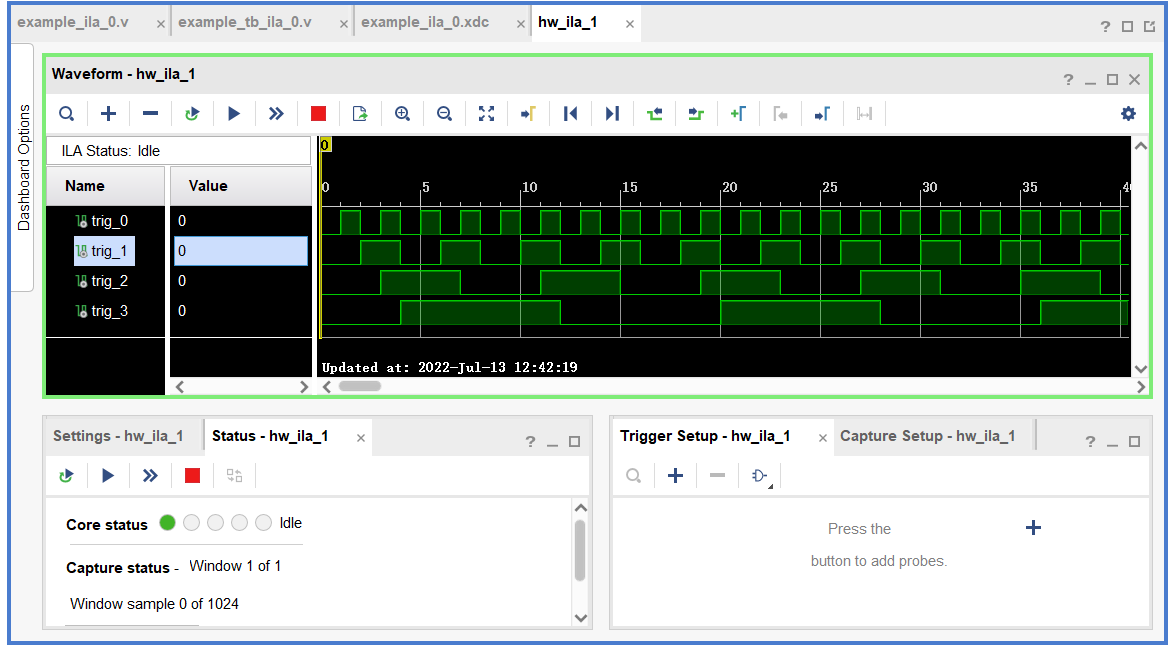 example_ila_0.v
example_tb_ila_0.v
example_ila_0.xdc
hw_ila_1
Dashboard Options
Waveform - hw_ila_1
ILA Status: Idle
Name
Value
0
0 5 10 15 20 25 30 35
trig_0 0
trig_1 0
trig_2 0
trig_3 0
Updated at: 2022-Jul-13 12:42:19
Settings - hw_ila_1
Status - hw_ila_1
Core status Idle
Capture status - Window 1 of 1
Window sample 0 of 1024
Trigger Setup - hw_ila_1
Capture Setup - hw_ila_1
Press the
button to add probes.